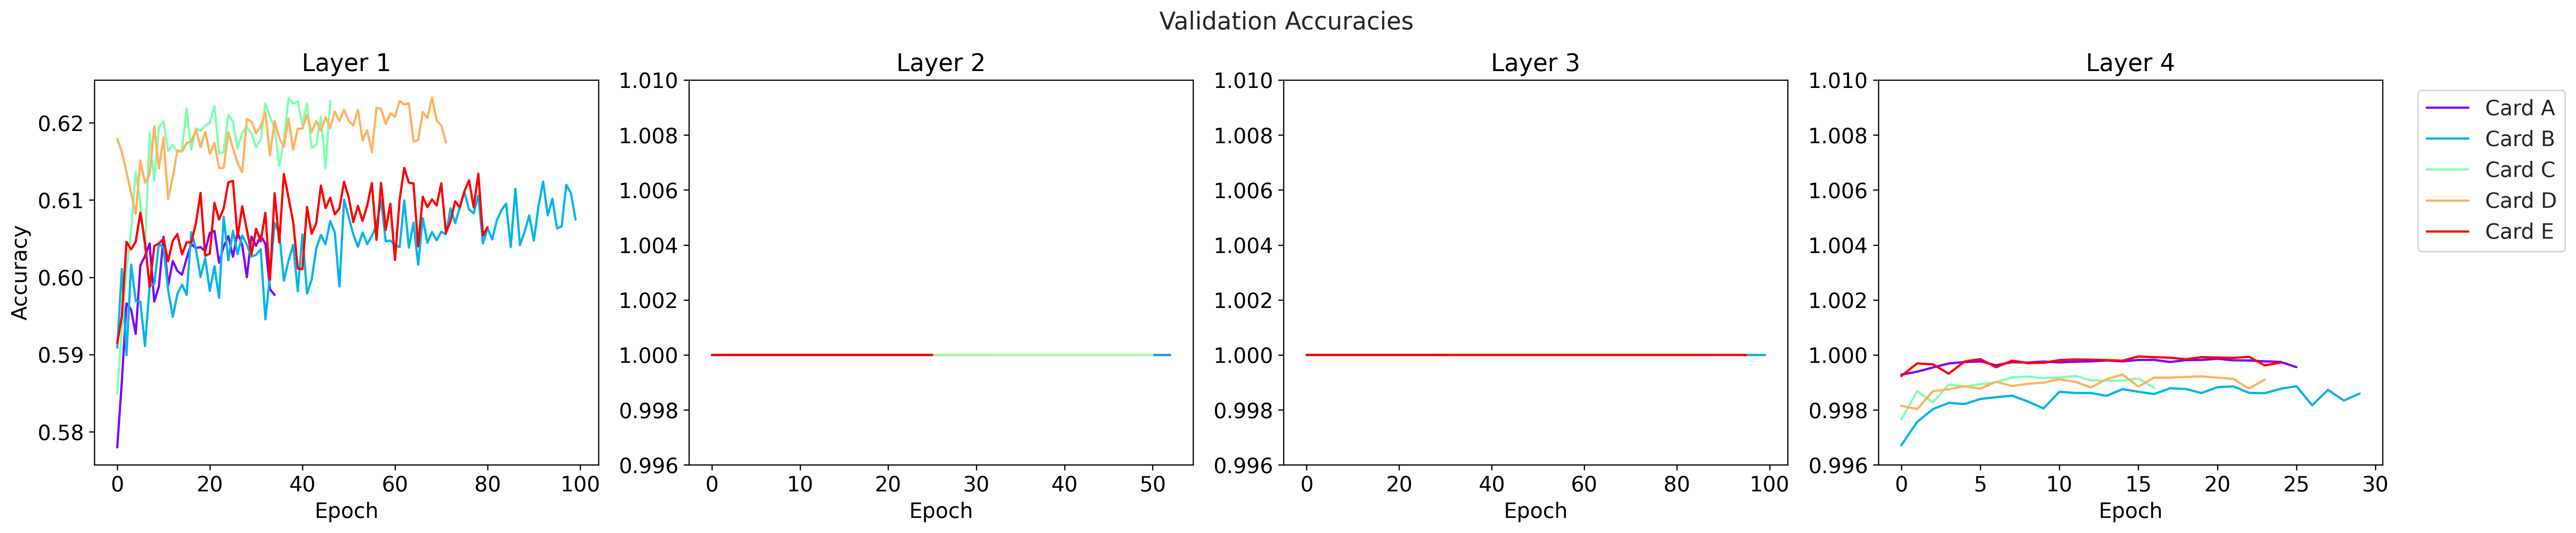 Validation Accuracies
Layer 1
Layer 2
Layer 3
Layer 4
Accuracy
0.62
0.61
0.60
0.59
0.58
0 20 40 60 80 100
Epoch
1.010
1.008
1.006
1.004
1.002
1.000
0.998
0.996
0 10 20 30 40 50
Epoch
1.010
1.008
1.006
1.004
1.002
1.000
0.998
0.996
0 20 40 60 80 100
Epoch
1.010
1.008
1.006
1.004
1.002
1.000
0.998
0.996
0 5 10 15 20 25 30
Epoch
Card A
Card B
Card C
Card D
Card E